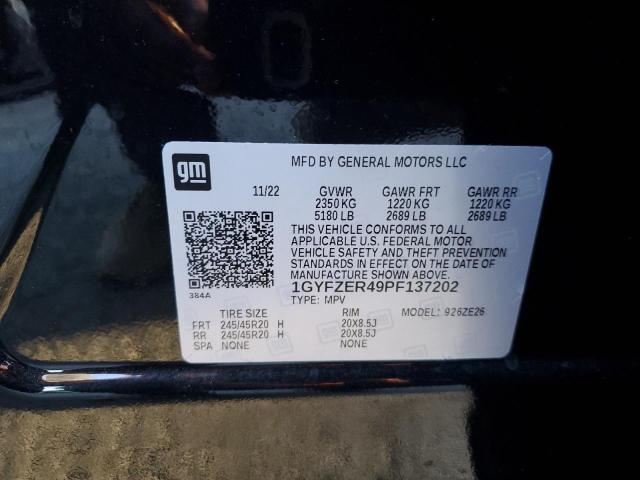 gm
MFD BY GENERAL MOTORS LLC
11/22 GVWR GAWR FRT GAWR RR
2350 KG 1220 KG 1220 KG
5180 LB 2689 LB 2689 LB
THIS VEHICLE CONFORMS TO ALL
APPLICABLE U.S. FEDERAL MOTOR
VEHICLE SAFETY AND THEFT PREVENTION
STANDARDS IN EFFECT ON THE DATE OF
MANUFACTURE SHOWN ABOVE.
384A 1GYFZER49PF137202
TYPE: MPV
TIRE SIZE RIM MODEL: 926ZE26
FRT 245/45R20 H 20X8.5J
RR 245/45R20 H 20X8.5J
SPA NONE NONE